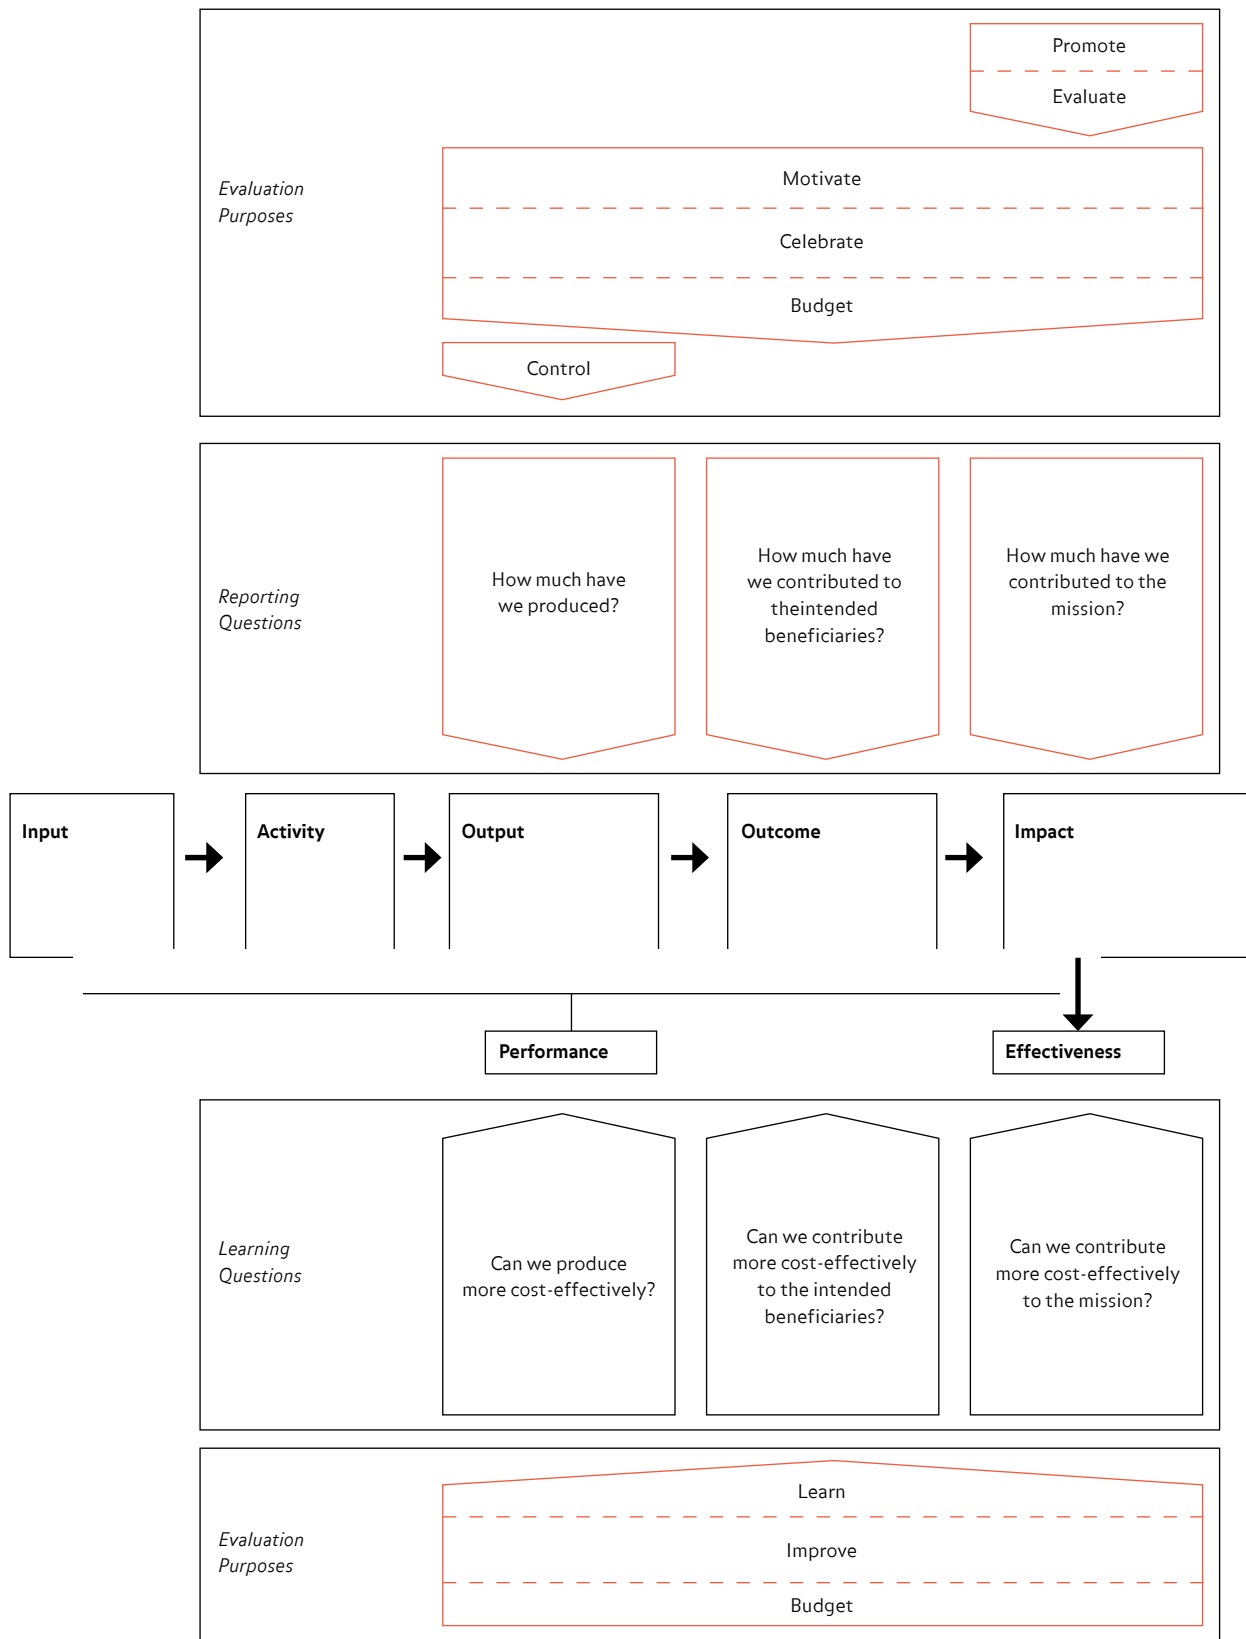 Promote
Evaluate
Evaluation
Purposes
Motivate
Celebrate
Budget
Control
Reporting
Questions
How much have
we produced?
How much have
we contributed to
theintended
beneficiaries?
How much have we
contributed to the
mission?
Input
Activity
Output
Outcome
Impact
Performance
Effectiveness
Learning
Questions
Can we produce
more cost-effectively?
Can we contribute
more cost-effectively
to the intended
beneficiaries?
Can we contribute
more cost-effectively
to the mission?
Evaluation
Purposes
Learn
Improve
Budget